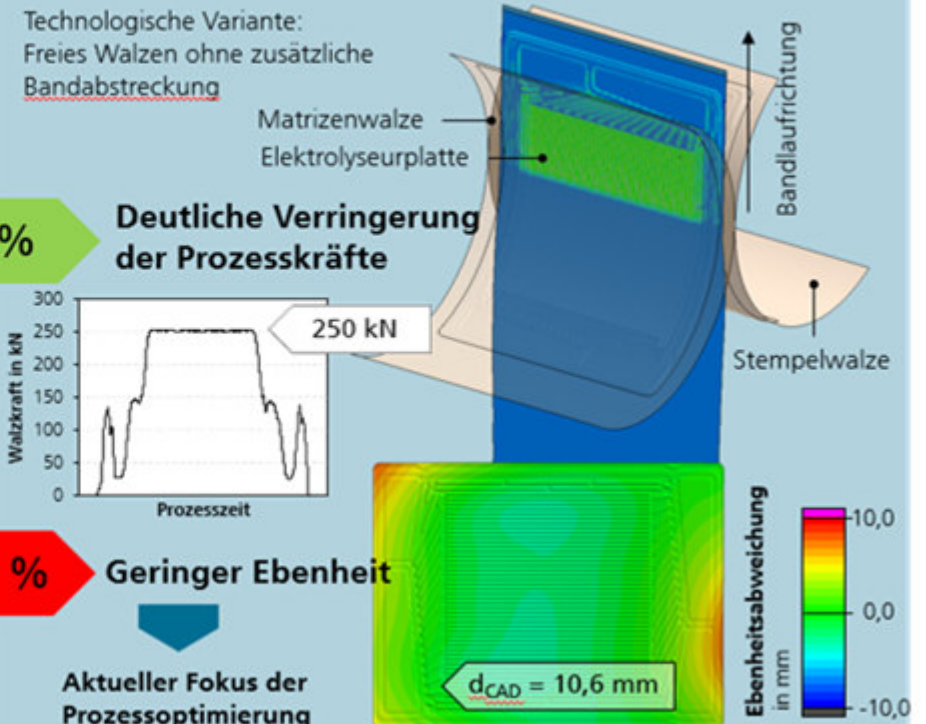 Technologische Variante:
Freies Walzen ohne zusätzliche
Bandabstreckung
Matrizenwalze
Elektrolyseurplatte
Bandlaufrichtung
Stempelwalze
%
Deutliche Verringerung
der Prozesskräfte
300
250
200
150
100
50
0
Walzkraft in kN
Prozesszeit
250 kN
%
Geringer Ebenheit
Aktueller Fokus der
Prozessoptimierung
dCAD = 10,6 mm
Ebenheitsabweichung
in mm
10,0
0,0
-10,0